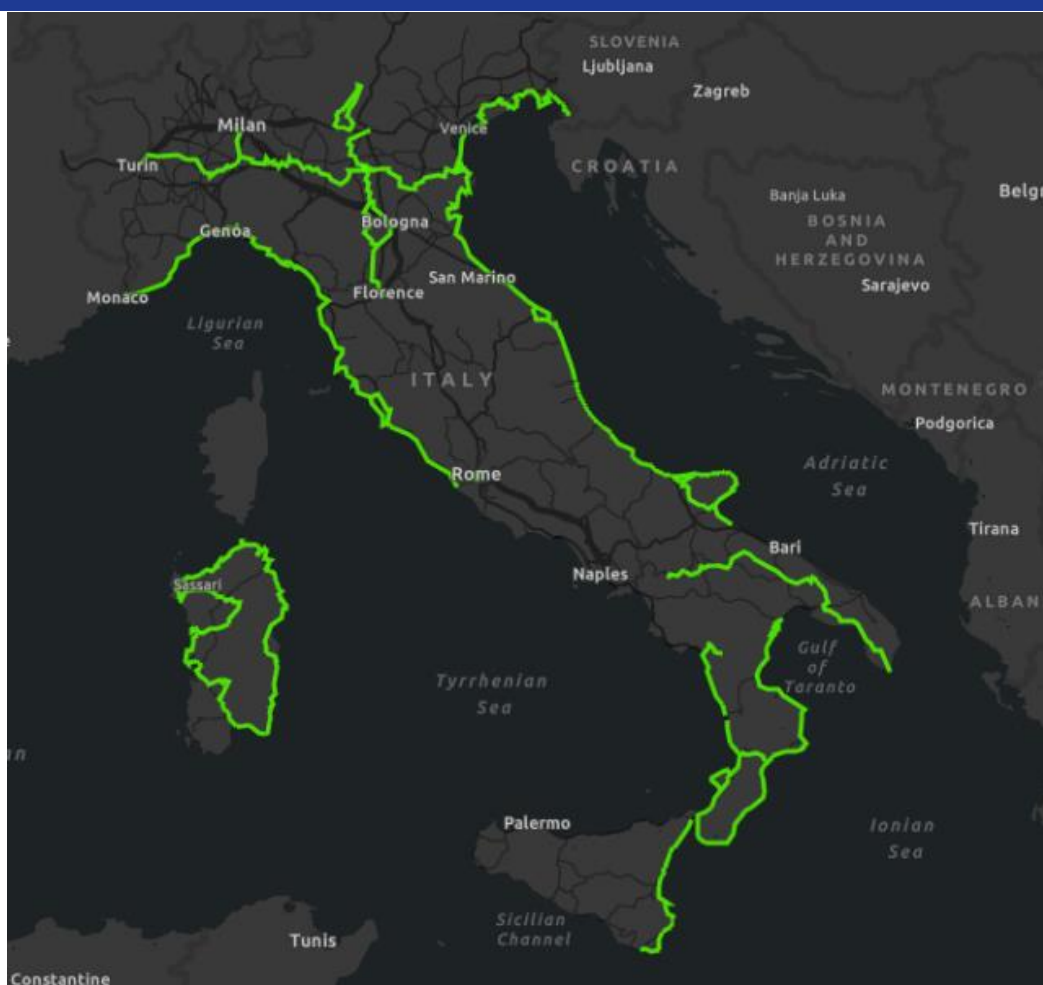 SLOVENIA
Ljubljana
Zagreb
Milan
Venice
Turin
CROATIA
Banja Luka
Belgr
BOSNIA
AND
HERZEGOVINA
Genoa
Bologna
San Marino
Sarajevo
Monaco
Florence
Ligurian
Sea
ITALY
MONTENEGRO
Podgorica
Rome
Adriatic
Sea
Tirana
Bari
Naples
Sassari
ALBAN
Gulf
of
Taranto
Tyrrhenian
Sea
Palermo
Ionian
Sea
Sicilian
Channel
Tunis
Constantine